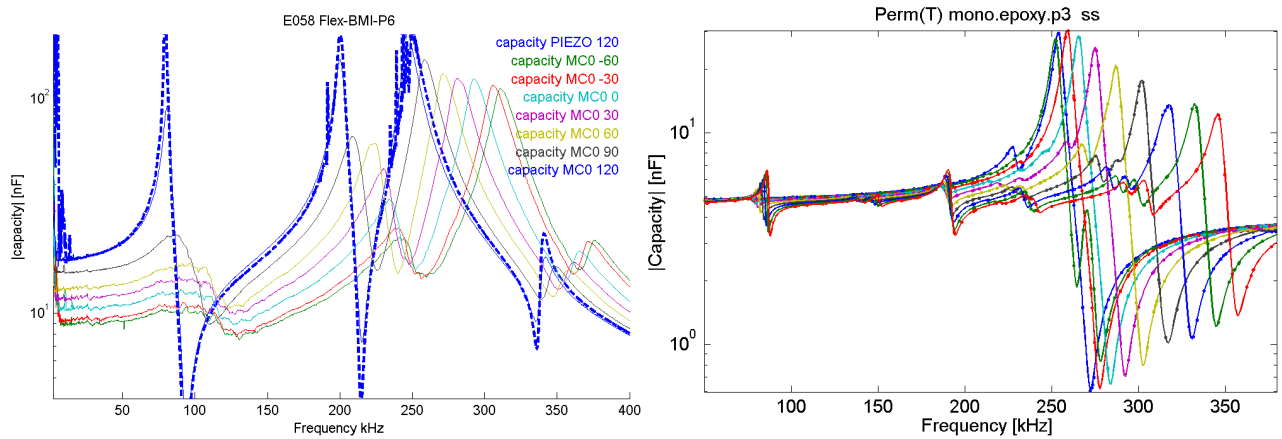 E058 Flex-BMI-P6
|capacity| [nF]
10²
10¹
capacity PIEZO 120
capacity MC0 -60
capacity MC0 -30
capacity MC0 0
capacity MC0 30
capacity MC0 60
capacity MC0 90
capacity MC0 120
50 100 150 200 250 300 350 400
Frequency kHz
Perm(T) mono.epoxy.p3 ss
|Capacity| [nF]
10¹
10⁰
100 150 200 250 300 350
Frequency [kHz]